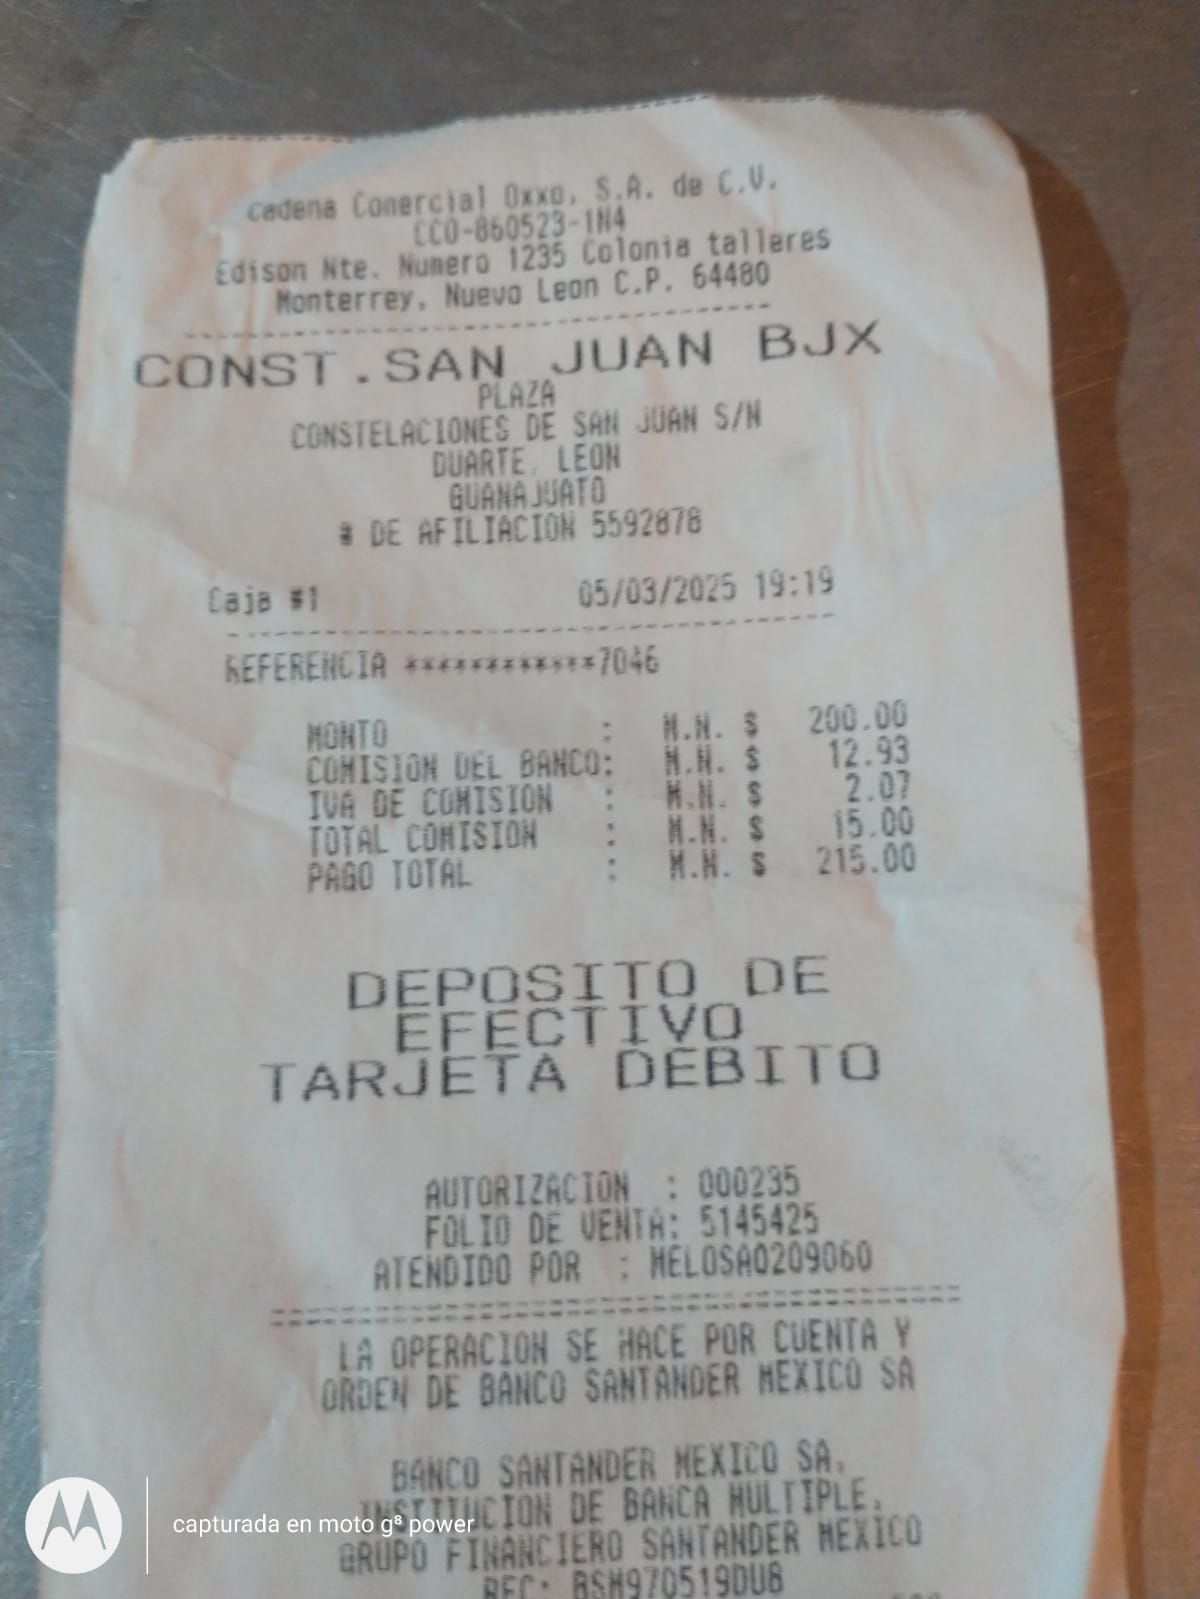 Cadena Comercial Oxxo, S.A. de C.V.
CCO-860523-1N4
Edison Nte. Numero 1235 Colonia talleres
Monterrey, Nuevo Leon C.P. 64480
CONST.SAN JUAN BJX
PLAZA
CONSTELACIONES DE SAN JUAN S/N
DUARTE, LEON
GUANAJUATO
# DE AFILIACION 5592878
Caja #1 05/03/2025 19:19
REFERENCIA ************7046
MONTO : M.N. $ 200.00
COMISION DEL BANCO: M.N. $ 12.93
IVA DE COMISION : M.N. $ 2.07
TOTAL COMISION : M.N. $ 15.00
PAGO TOTAL : M.N. $ 215.00
DEPOSITO DE
EFECTIVO
TARJETA DEBITO
AUTORIZACION : 000235
FOLIO DE VENTA: 5145425
ATENDIDO POR : MELOSA0209060
LA OPERACION SE HACE POR CUENTA Y
ORDEN DE BANCO SANTANDER MEXICO SA
BANCO SANTANDER MEXICO SA,
INSTITUCION DE BANCA MULTIPLE,
GRUPO FINANCIERO SANTANDER MEXICO
RFC: BSM970519DU8
capturada en moto g⁸ power